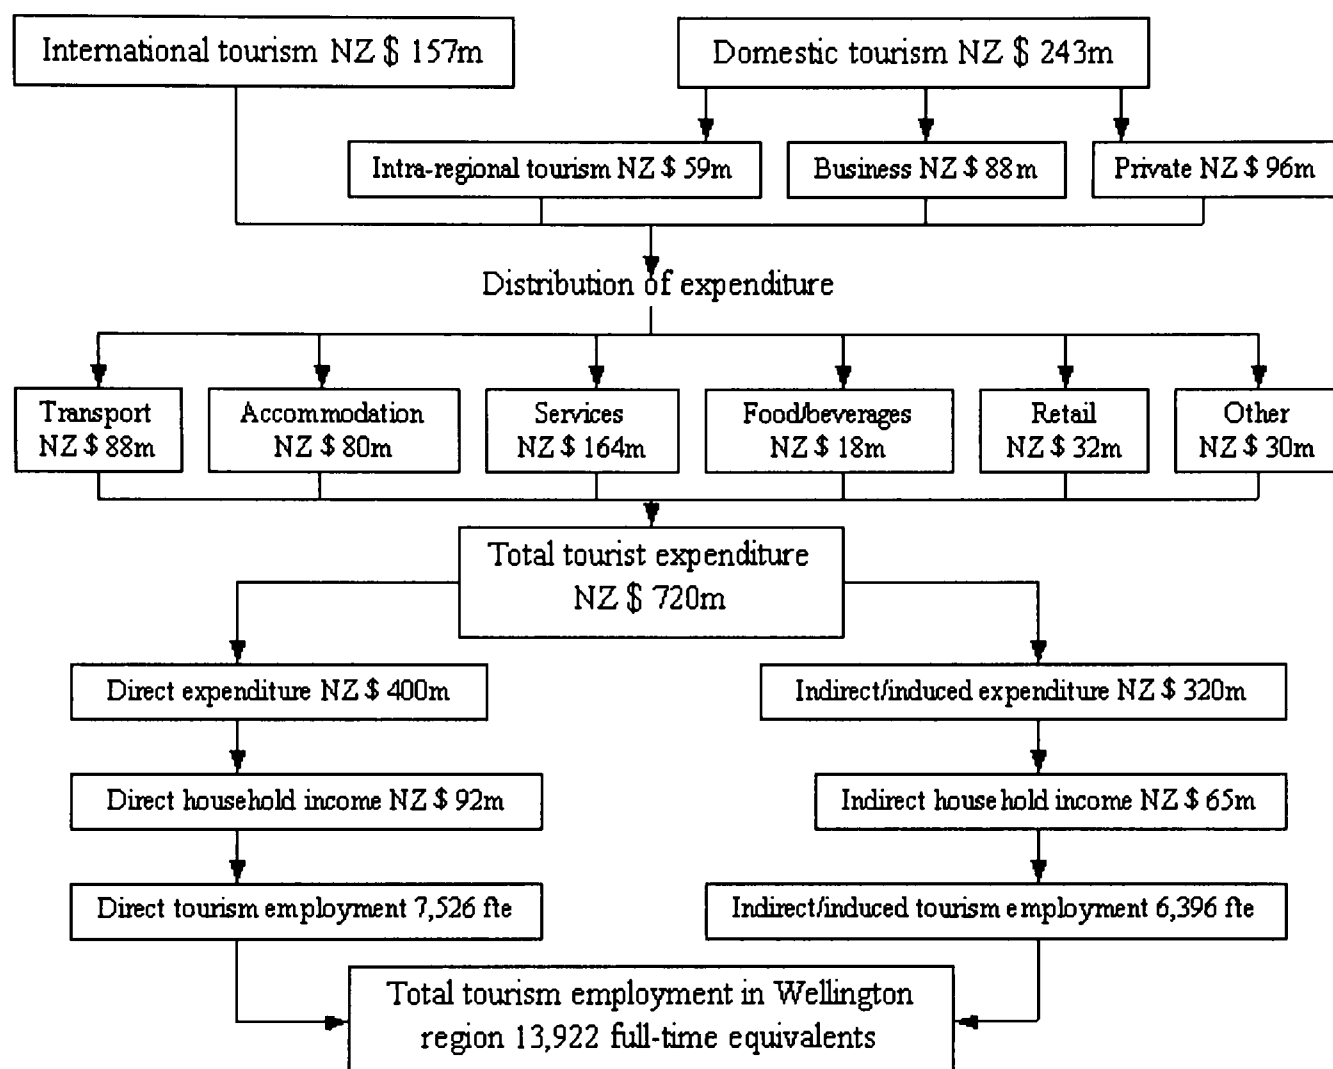 International tourism NZ $ 157m
Domestic tourism NZ $ 243m
Intra-regional tourism NZ $ 59m
Business NZ $ 88m
Private NZ $ 96m
Distribution of expenditure
Transport
NZ $ 88m
Accommodation
NZ $ 80m
Services
NZ $ 164m
Food/beverages
NZ $ 18m
Retail
NZ $ 32m
Other
NZ $ 30m
Total tourist expenditure
NZ $ 720m
Direct expenditure NZ $ 400m
Indirect/induced expenditure NZ $ 320m
Direct household income NZ $ 92m
Indirect household income NZ $ 65m
Direct tourism employment 7,526 fte
Indirect/induced tourism employment 6,396 fte
Total tourism employment in Wellington
region 13,922 full-time equivalents